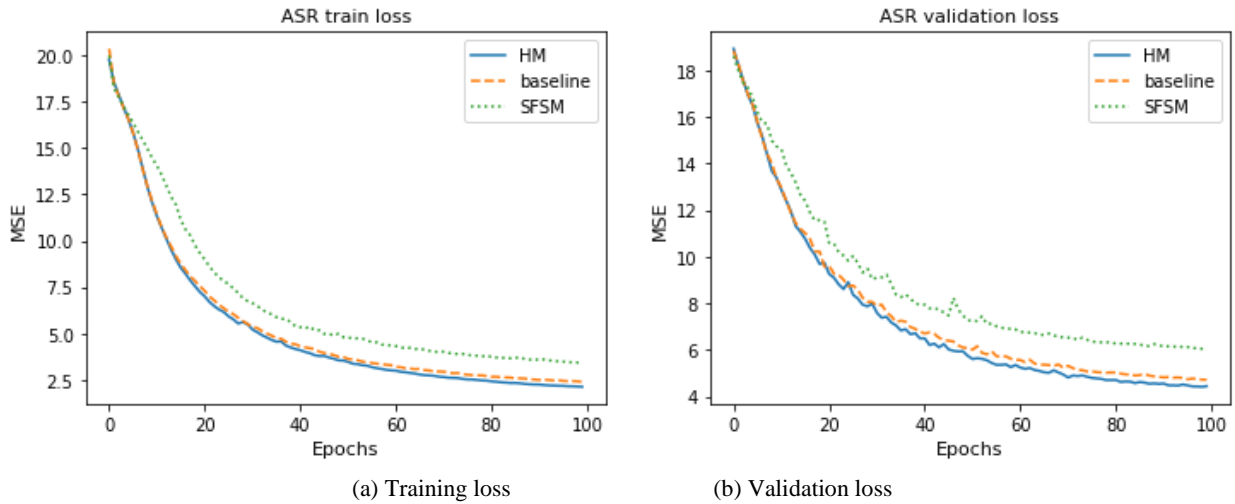 ASR train loss
MSE
20.0
17.5
15.0
12.5
10.0
7.5
5.0
2.5
HM
baseline
SFSM
0 20 40 60 80 100
Epochs
ASR validation loss
MSE
18
16
14
12
10
8
6
4
HM
baseline
SFSM
0 20 40 60 80 100
Epochs
(a) Training loss
(b) Validation loss